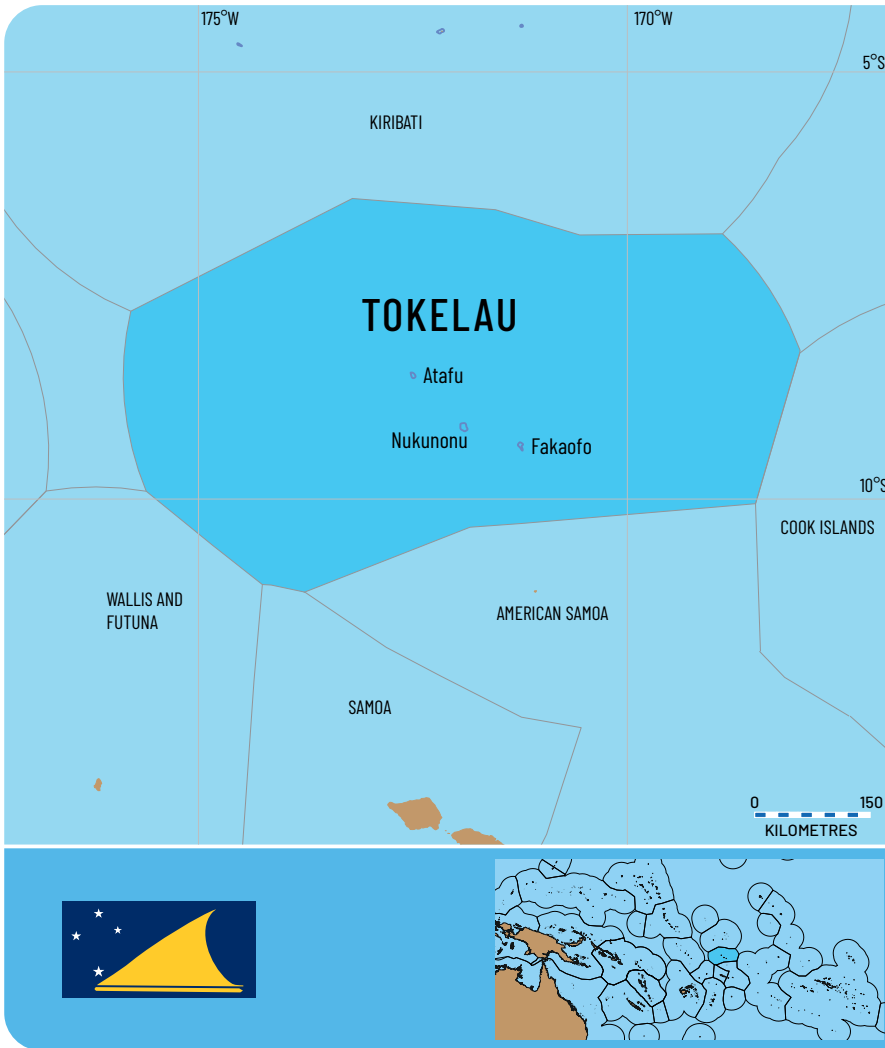 175°W
170°W
5°S
KIRIBATI
TOKELAU
Atafu
Nukunonu
Fakaofo
10°S
COOK ISLANDS
WALLIS AND
FUTUNA
AMERICAN SAMOA
SAMOA
0
150
KILOMETRES